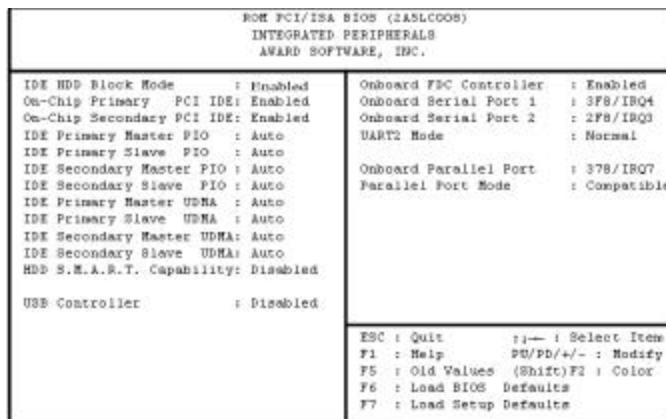 ROM PCI/ISA BIOS (2A5LCG08)
INTEGRATED PERIPHERALS
AWARD SOFTWARE, INC.
IDE HDD Block Mode : Enabled
On-Chip Primary PCI IDE: Enabled
On-Chip Secondary PCI IDE: Enabled
IDE Primary Master PIO : Auto
IDE Primary Slave PIO : Auto
IDE Secondary Master PIO : Auto
IDE Secondary Slave PIO : Auto
IDE Primary Master UDMA : Auto
IDE Primary Slave UDMA : Auto
IDE Secondary Master UDMA: Auto
IDE Secondary Slave UDMA: Auto
HDD S.M.A.R.T. Capability: Disabled
USB Controller : Disabled
Onboard FDC Controller : Enabled
Onboard Serial Port 1 : 3F8/IRQ4
Onboard Serial Port 2 : 2F8/IRQ3
UART2 Mode : Normal
Onboard Parallel Port : 378/IRQ7
Parallel Port Mode : Compatible
ESC : Quit ↑↓→← : Select Item
F1 : Help PU/PD/+/- : Modify
F5 : Old Values (Shift)F2 : Color
F6 : Load BIOS Defaults
F7 : Load Setup Defaults